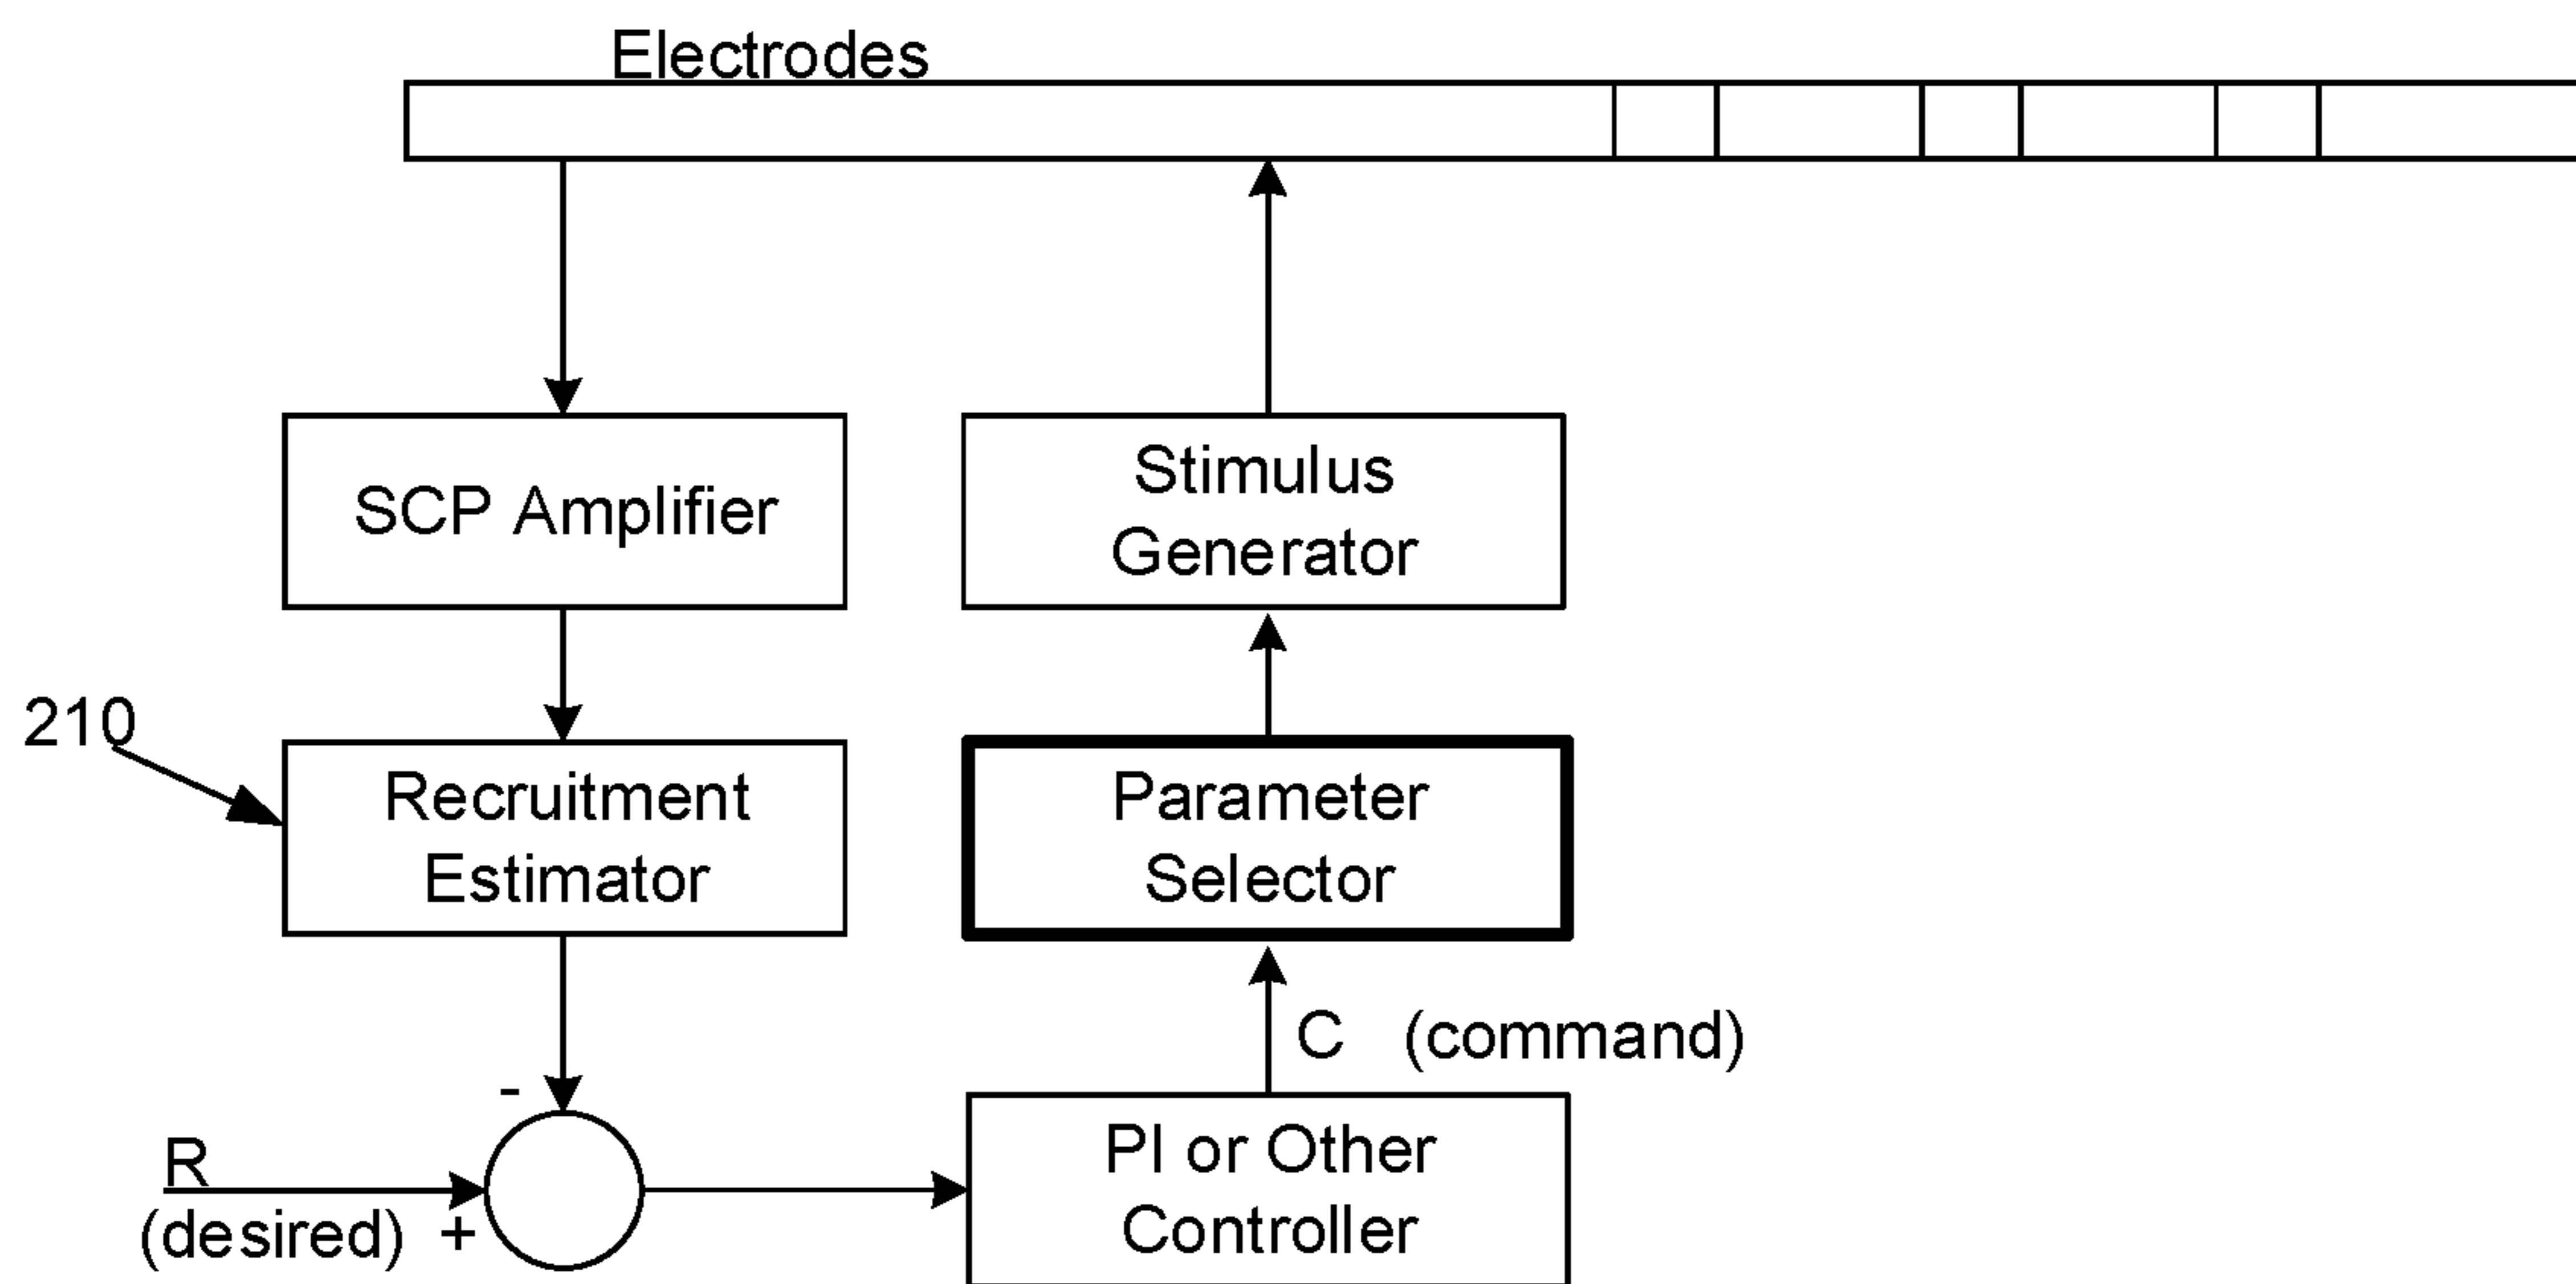 Electrodes
SCP Amplifier
Stimulus
Generator
210
Recruitment
Estimator
Parameter
Selector
C (command)
-
R
(desired) +
PI or Other
Controller